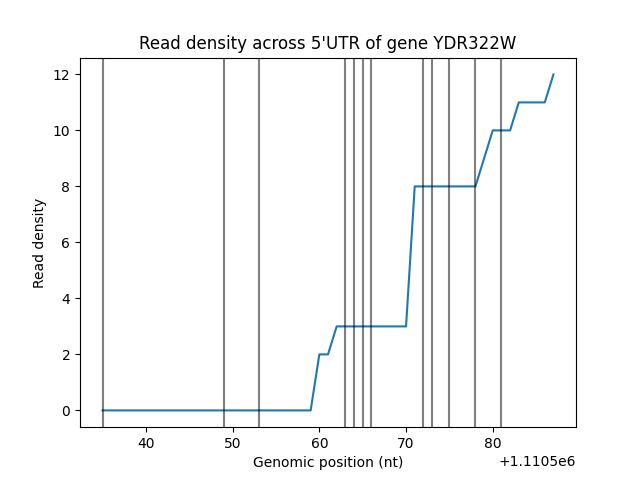 Read density across 5'UTR of gene YDR322W
12
10
8
6
4
2
0
Read density
40 50 60 70 80
Genomic position (nt)
+1.1105e6